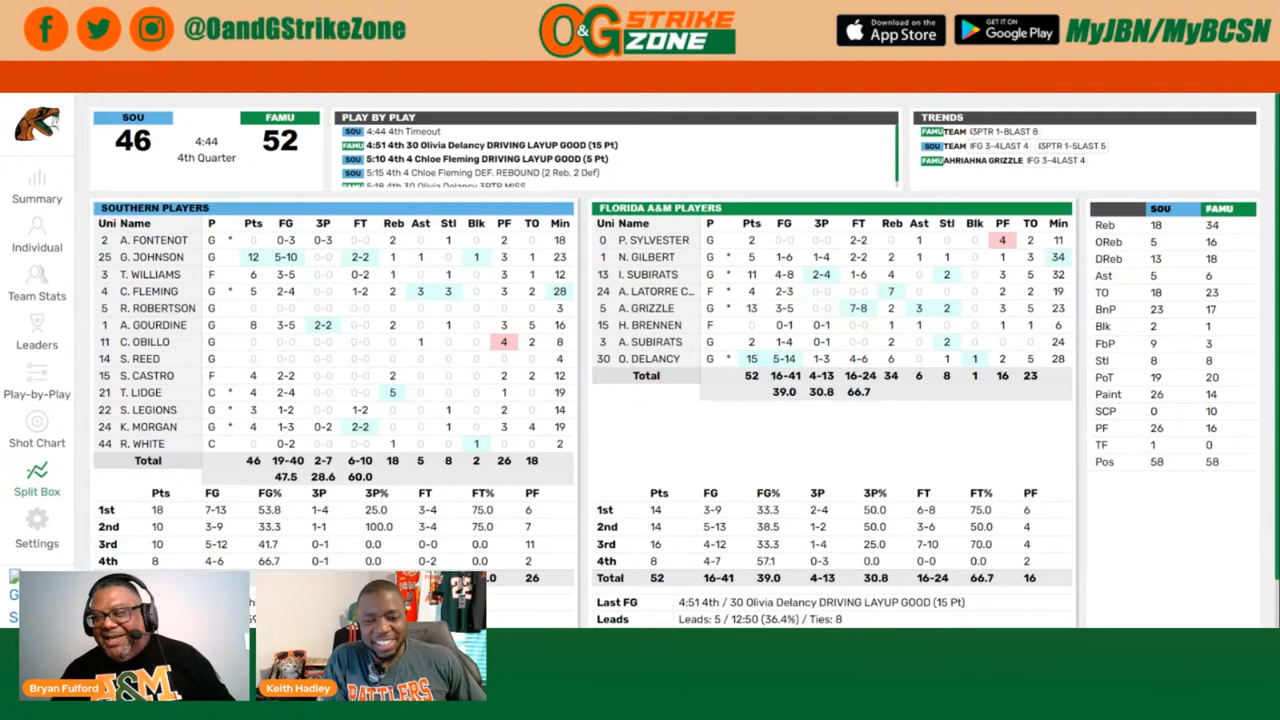 @OandGStrikeZone
O&G STRIKE ZONE
Download on the App Store
GET IT ON Google Play
MyJBN/MyBCSN
SOU
46
4:44
4th Quarter
FAMU
52
PLAY BY PLAY
SOU 4:44 4th Timeout
FAMU 4:51 4th 30 Olivia Delancy DRIVING LAYUP GOOD (15 Pt)
SOU 5:10 4th 4 Chloe Fleming DRIVING LAYUP GOOD (5 Pt)
SOU 5:15 4th 4 Chloe Fleming DEF. REBOUND (2 Reb, 2 Def)
FAMU 5:18 4th 30 Olivia Delancy 3PTR MISS
TRENDS
FAMU TEAM 3PTR 1-8 LAST 8
SOU TEAM FG 3-4 LAST 4 3PTR 1-5 LAST 5
FAMU AHRIAHNA GRIZZLE FG 3-4 LAST 4
Summary
Individual
Team Stats
Leaders
Play-by-Play
Shot Chart
Split Box
Settings
SOUTHERN PLAYERS
Uni Name P Pts FG 3P FT Reb Ast Stl Blk PF TO Min
2 A. FONTENOT G * 0 0-3 0-3 0-0 2 0 1 0 2 0 18
25 G. JOHNSON G 12 5-10 0-0 2-2 1 0 0 1 3 1 23
3 T. WILLIAMS F 6 3-5 0-0 0-2 1 0 1 0 3 1 12
4 C. FLEMING G * 5 2-4 0-0 1-2 2 3 3 0 3 2 28
5 R. ROBERTSON G 0 0-0 0-0 0-0 0 0 0 0 0 0 3
1 A. GOURDINE G 8 3-5 2-2 0-0 2 0 1 0 3 5 16
11 C. OBILLO G 0 0-0 0-0 0-0 0 1 0 0 4 2 8
14 S. REED G 0 0-0 0-0 0-0 0 0 0 0 0 0 4
15 S. CASTRO F 4 2-2 0-0 0-0 2 0 0 0 2 2 12
21 T. LIDGE C * 4 2-4 0-0 0-0 5 0 0 0 1 0 19
22 S. LEGIONS G * 3 1-2 0-0 1-2 0 0 1 0 2 0 14
24 K. MORGAN G * 4 1-3 0-2 2-2 0 1 1 0 3 4 19
44 R. WHITE C 0 0-2 0-0 0-0 1 0 0 1 0 0 2
Total 46 19-40 2-7 6-10 18 5 8 2 26 18
47.5 28.6 60.0
Pts FG FG% 3P 3P% FT FT% PF
1st 18 7-13 53.8 1-4 25.0 3-4 75.0 6
2nd 10 3-9 33.3 1-1 100.0 3-4 75.0 7
3rd 10 5-12 41.7 0-1 0.0 0-0 0.0 11
4th 8 4-6 66.7 0-1 0.0 0-2 0.0 2
26
FLORIDA A&M PLAYERS
Uni Name P Pts FG 3P FT Reb Ast Stl Blk PF TO Min
0 P. SYLVESTER G 4 0-0 0-0 2-2 0 1 0 0 4 2 11
1 N. GILBERT G * 5 1-6 1-4 2-2 2 1 1 0 1 3 34
13 I. SUBIRATS G * 11 4-8 2-4 1-6 4 0 2 0 3 5 32
24 A. LATORRE C... F * 4 2-3 0-0 0-0 7 0 0 0 2 2 19
5 A. GRIZZLE G * 13 3-5 0-0 7-8 2 3 2 0 3 5 23
15 H. BRENNEN F 0 0-1 0-1 0-0 1 1 0 0 1 1 6
3 A. SUBIRATS G 2 1-4 0-1 0-0 2 0 2 0 0 0 24
30 O. DELANCY G * 15 5-14 1-3 4-6 6 0 1 1 2 5 28
Total 52 16-41 4-13 16-24 34 6 8 1 16 23
39.0 30.8 66.7
Pts FG FG% 3P 3P% FT FT% PF
1st 14 3-9 33.3 2-4 50.0 6-8 75.0 6
2nd 14 5-13 38.5 1-2 50.0 3-6 50.0 4
3rd 16 4-12 33.3 1-4 25.0 7-10 70.0 4
4th 8 4-7 57.1 0-3 0.0 0-0 0.0 2
Total 52 16-41 39.0 4-13 30.8 16-24 66.7 16
Last FG 4:51 4th / 30 Olivia Delancy DRIVING LAYUP GOOD (15 Pt)
Leads Leads: 5 / 12:50 (36.4%) / Ties: 8
SOU FAMU
Reb 18 34
OReb 5 16
DReb 13 18
Ast 5 6
TO 18 23
BnP 23 17
Blk 2 1
FbP 9 3
Stl 8 8
PoT 19 20
Paint 26 14
SCP 0 10
PF 26 16
TF 1 0
Pos 58 58
Bryan Fulford
A&M
Keith Hadley
RATTLERS
22